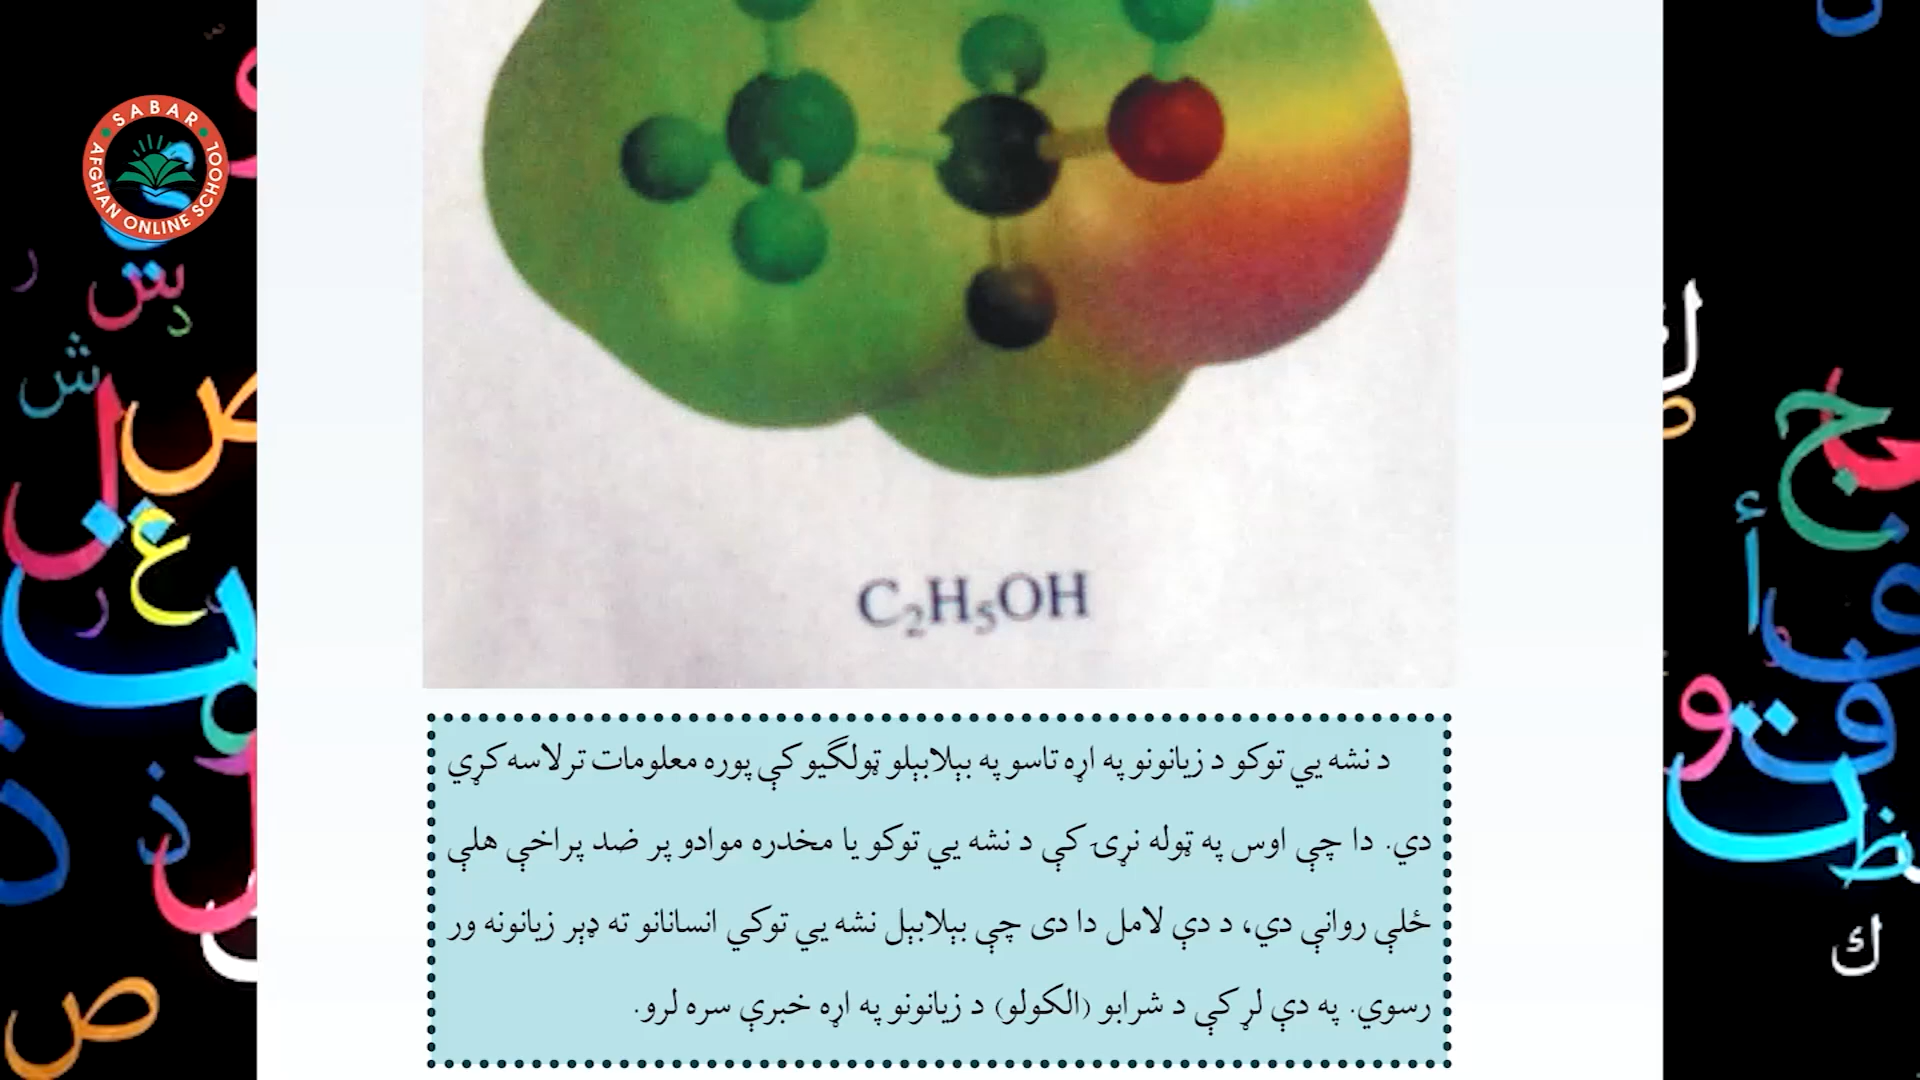 SABAR
AFGHAN ONLINE SCHOOL
C₂H₅OH
د نشه يي توکو د زيانونو په اړه تاسو په بېلابېلو ټولګيو کې پوره معلومات ترلاسه کړي
دي. دا چې اوس په ټوله نړۍ کې د نشه يي توکو يا مخدره موادو پر ضد پراخې هلې
ځلې روانې دي، د دې لامل دا دی چې بېلابېل نشه يي توکي انسانانو ته ډېر زيانونه ور
رسوي. په دې لړ کې د شرابو (الکولو) د زيانونو په اړه خبرې سره لرو.